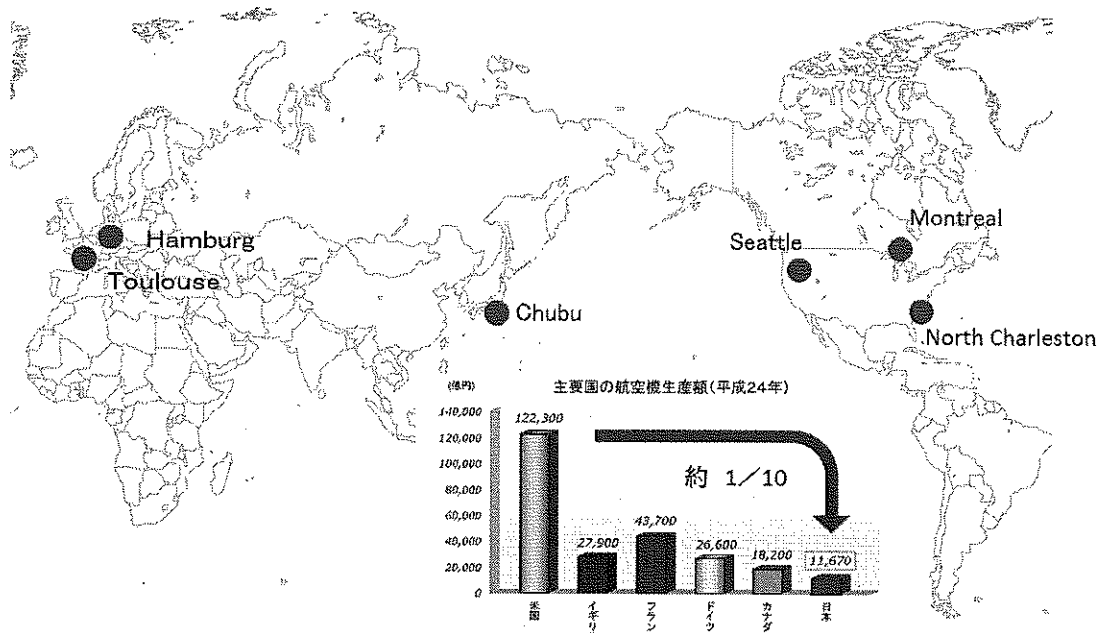 Hamburg
Toulouse
Chubu
Seattle
Montreal
North Charleston
主要国の航空機生産額(平成24年)
(億円)
140,000
120,000
100,000
80,000
60,000
40,000
20,000
0
122,300
27,900
43,700
26,600
18,200
11,670
約 1/10
米国
イギリ
フラン
ドイツ
カナダ
日本